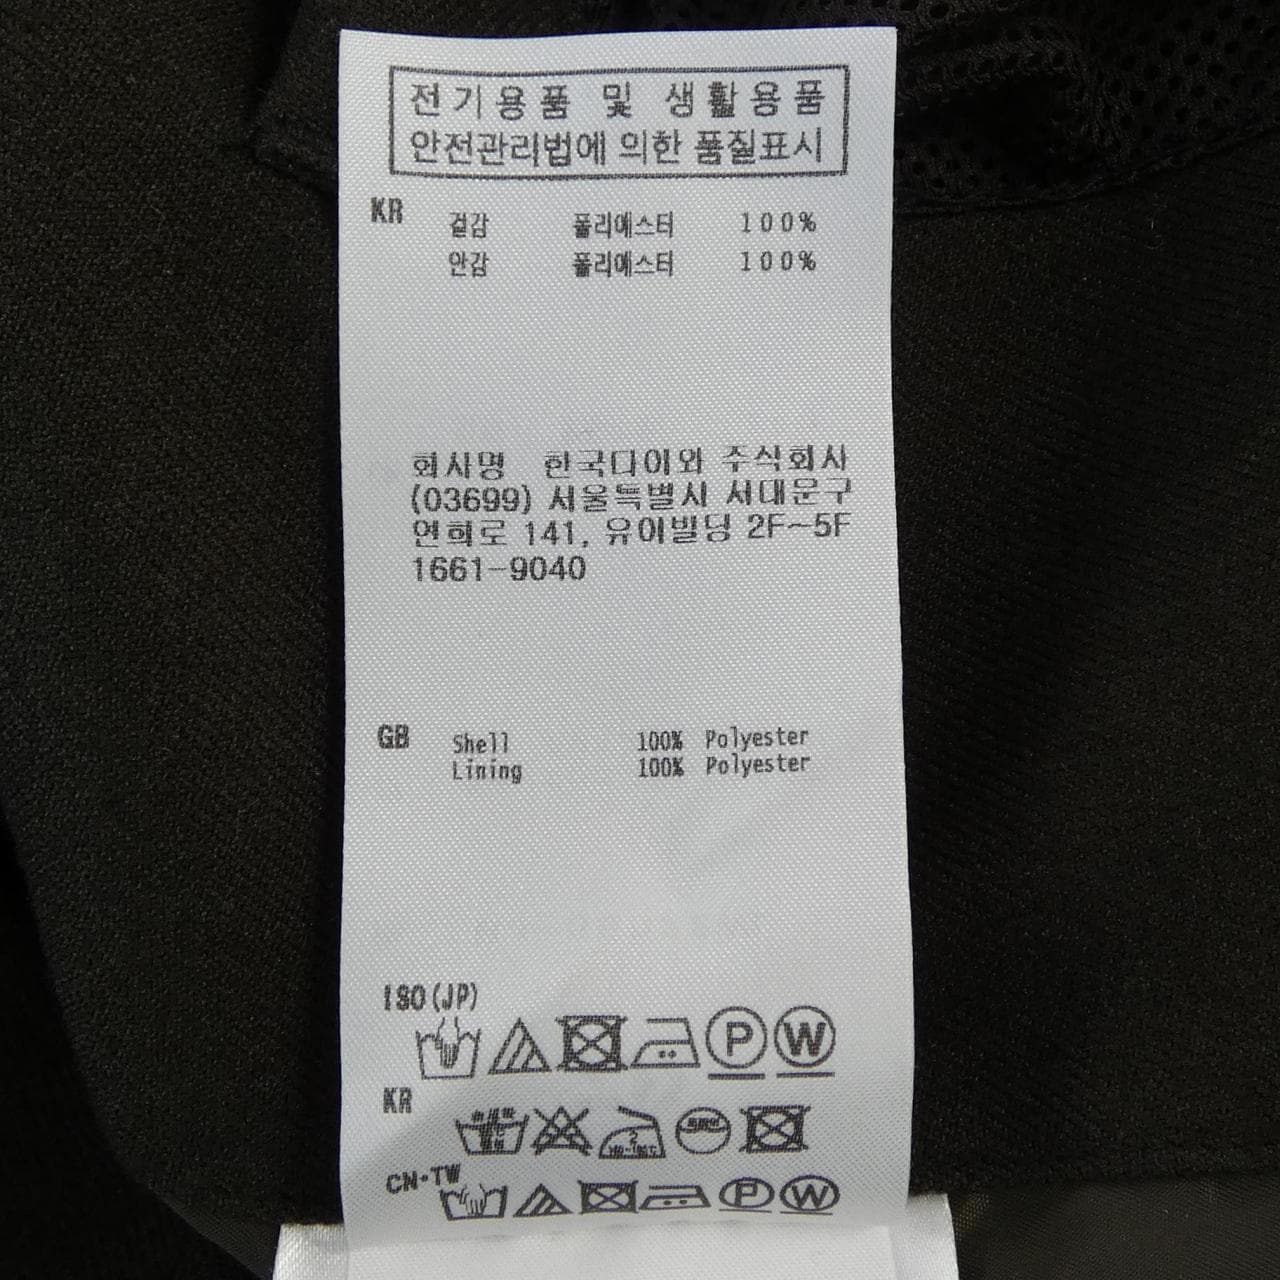 전기용품 및 생활용품
안전관리법에 의한 품질표시
KR
겉감 폴리에스터 100%
안감 폴리에스터 100%
회사명 한국다이와 주식회사
(03699) 서울특별시 서대문구
연희로 141, 유이빌딩 2F~5F
1661-9040
GB
Shell 100% Polyester
Lining 100% Polyester
ISO(JP)
P W
KR
CN·TW
P W